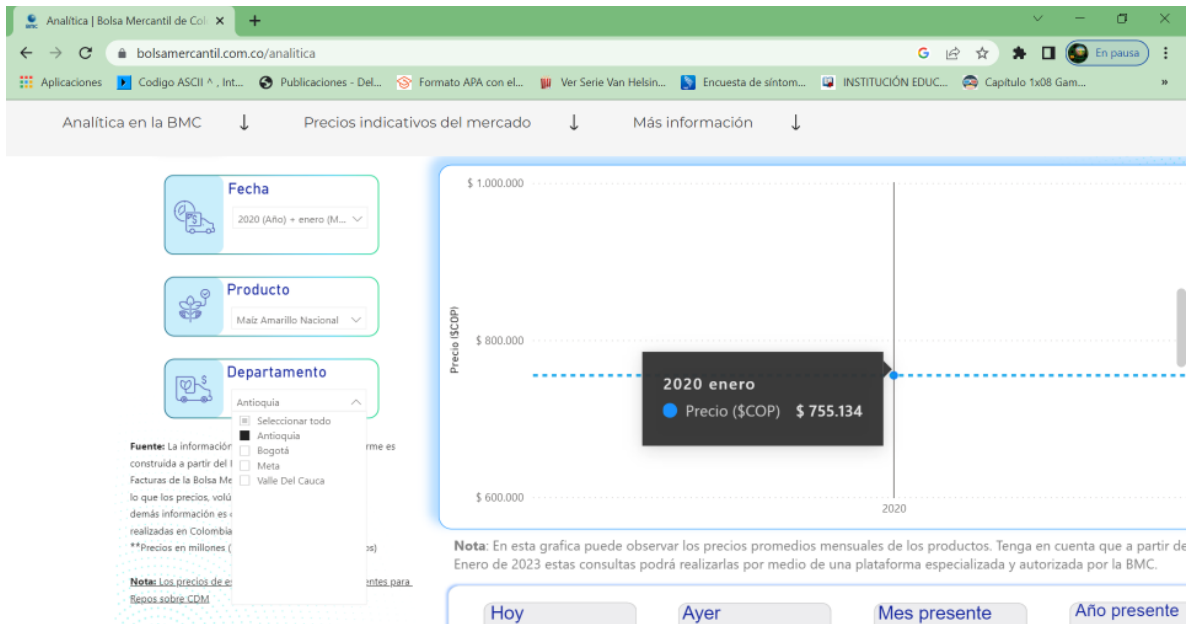 Analítica | Bolsa Mercantil de Col
bolsamercantil.com.co/analitica
En pausa
Aplicaciones
Codigo ASCII ^ , Int...
Publicaciones - Del...
Formato APA con el...
Ver Serie Van Helsin...
Encuesta de síntom...
INSTITUCIÓN EDUC...
Capítulo 1x08 Gam...
»
Analítica en la BMC ↓ Precios indicativos del mercado ↓ Más información ↓
Fecha
2020 (Año) + enero (M...
Producto
Maíz Amarillo Nacional
Departamento
Antioquia
Seleccionar todo
Antioquia
Bogotá
Meta
Valle Del Cauca
Fuente: La información rme es
construida a partir del
Facturas de la Bolsa Me
lo que los precios, volú
demás información es
realizadas en Colombia
**Precios en millones ( os)
Nota: Los precios de es entes para
Repos sobre CDM
$ 1.000.000
Precio ($COP)
$ 800.000
2020 enero
Precio ($COP) $ 755.134
$ 600.000
2020
Nota: En esta grafica puede observar los precios promedios mensuales de los productos. Tenga en cuenta que a partir de
Enero de 2023 estas consultas podrá realizarlas por medio de una plataforma especializada y autorizada por la BMC.
Hoy
Ayer
Mes presente
Año presente